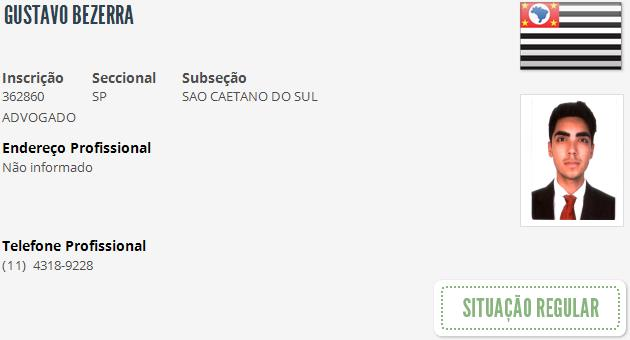 GUSTAVO BEZERRA
Inscrição Seccional Subseção
362860 SP SAO CAETANO DO SUL
ADVOGADO
Endereço Profissional
Não informado
Telefone Profissional
(11) 4318-9228
SITUAÇÃO REGULAR